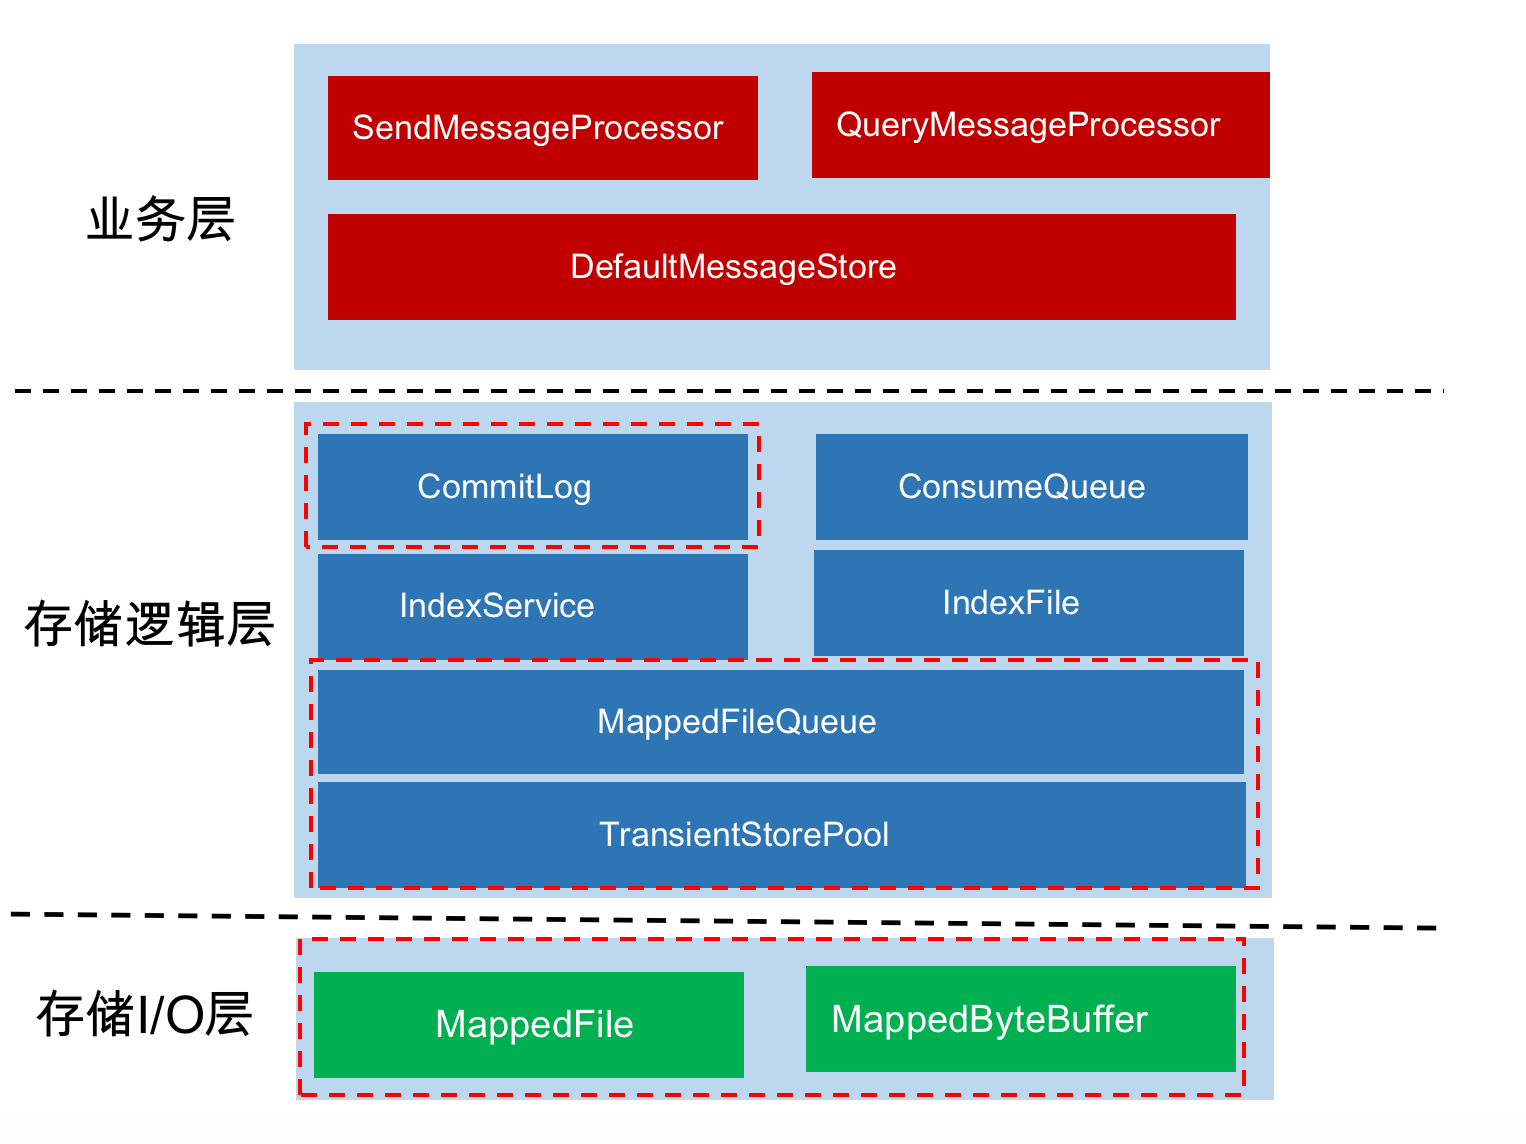 SendMessageProcessor
QueryMessageProcessor
业务层
DefaultMessageStore
CommitLog
ConsumeQueue
存储逻辑层
IndexService
IndexFile
MappedFileQueue
TransientStorePool
存储I/O层
MappedFile
MappedByteBuffer